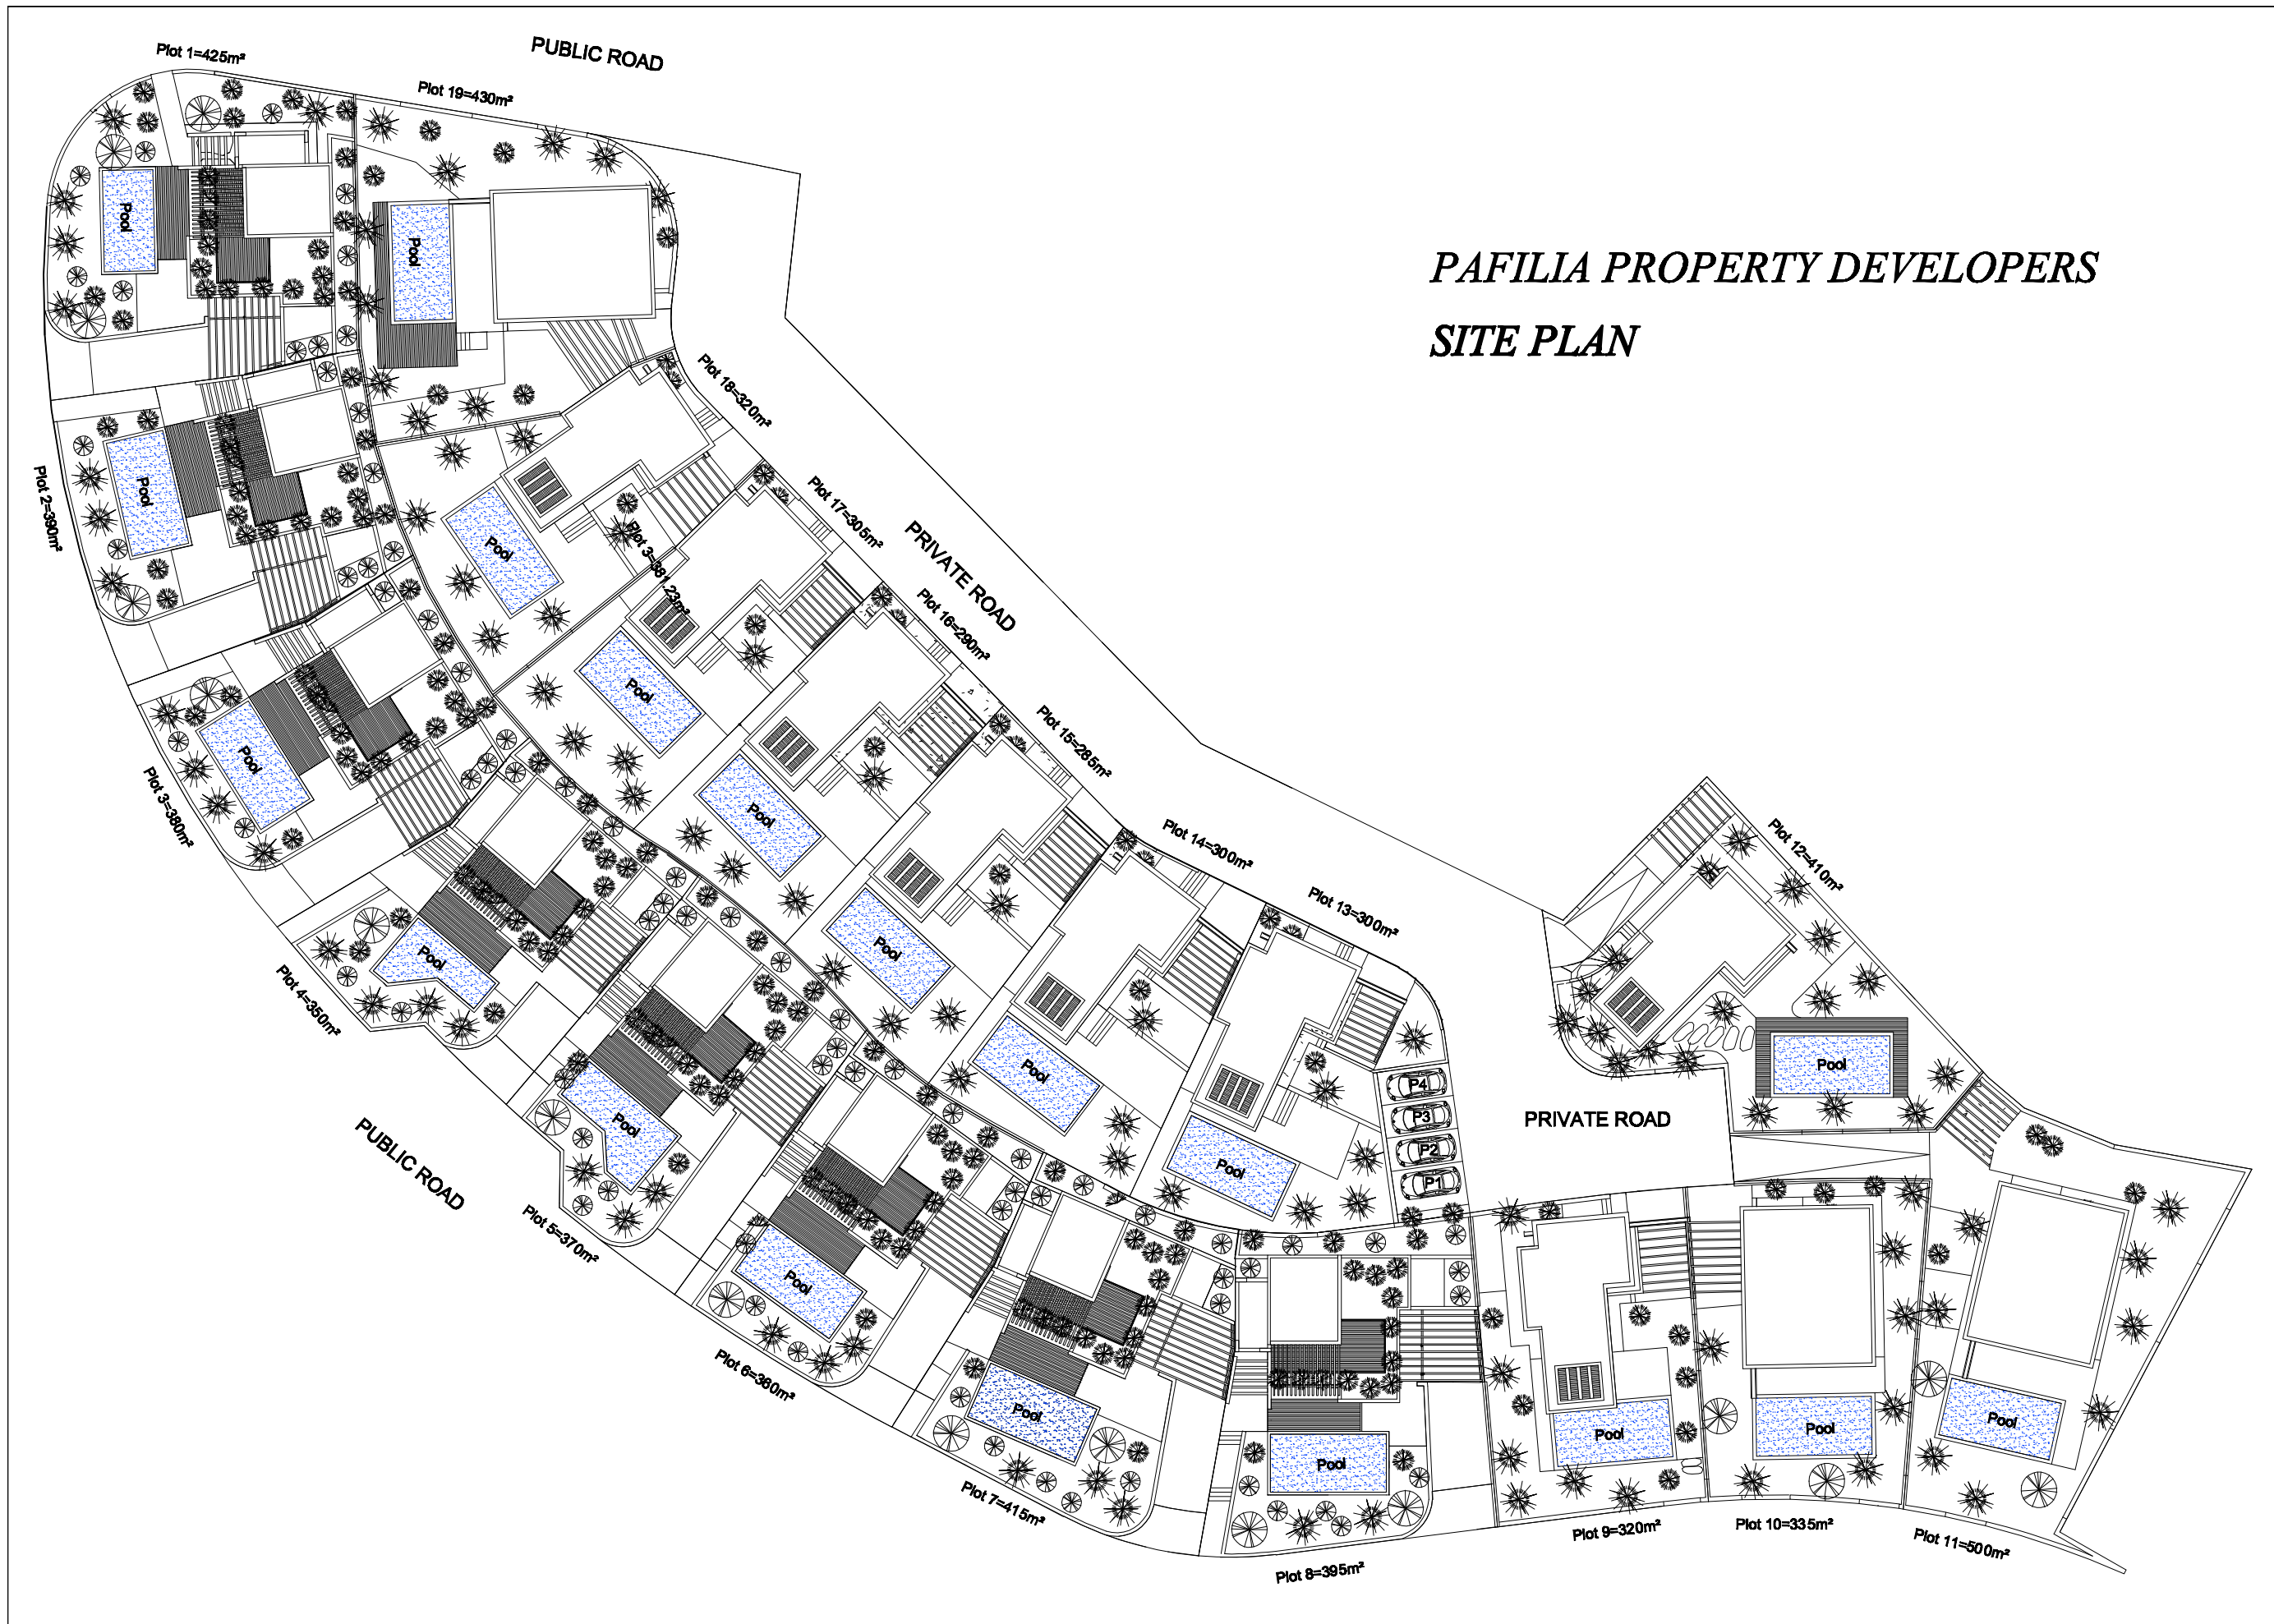 PUBLIC ROAD
Plot 1=425m²
Plot 19=430m²
PAFILIA PROPERTY DEVELOPERS
SITE PLAN
Pool
Pool
Plot 18=320m²
Plot 2=390m²
Pool
Pool
Plot 17=305m²
Plot 3=381.23m²
PRIVATE ROAD
Plot 16=290m²
Pool
Plot 15=285m²
Plot 3=380m²
Pool
Pool
Plot 14=300m²
Plot 13=300m²
Plot 12=410m²
Pool
Pool
Plot 4=350m²
Pool
Pool
Pool
P4
P3
P2
P1
PRIVATE ROAD
PUBLIC ROAD
Pool
Pool
Plot 5=370m²
Pool
Plot 6=380m²
Pool
Pool
Pool
Pool
Pool
Plot 7=415m²
Plot 8=395m²
Plot 9=320m²
Plot 10=335m²
Plot 11=500m²